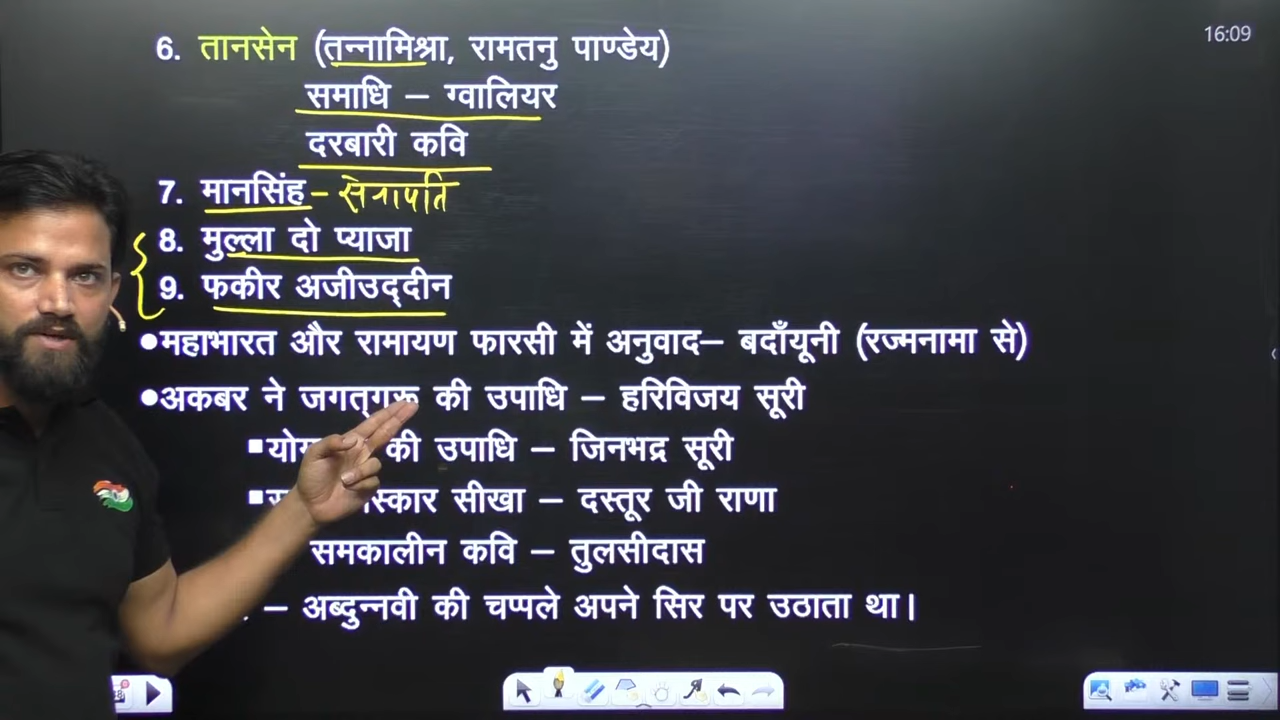 16:09
6. तानसेन (तन्नामिश्रा, रामतनु पाण्डेय)
समाधि – ग्वालियर
दरबारी कवि
7. मानसिंह – सेनापति
8. मुल्ला दो प्याजा
9. फकीर अजीउद्दीन
•महाभारत और रामायण फारसी में अनुवाद– बदाँयूनी (रज्मनामा से)
•अकबर ने जगत्गुरू की उपाधि – हरिविजय सूरी
की उपाधि – जिनभद्र सूरी
सीखा – दस्तूर जी राणा
समकालीन कवि – तुलसीदास
– अब्दुन्नवी की चप्पले अपने सिर पर उठाता था।